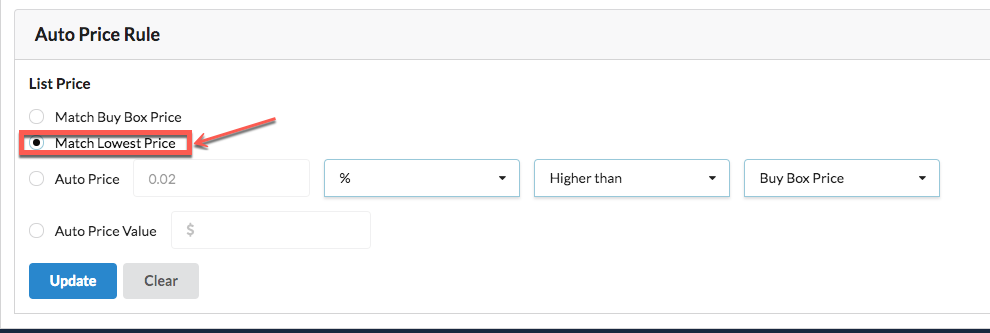 Auto Price Rule
List Price
Match Buy Box Price
Match Lowest Price
Auto Price 0.02 % Higher than Buy Box Price
Auto Price Value $
Update Clear